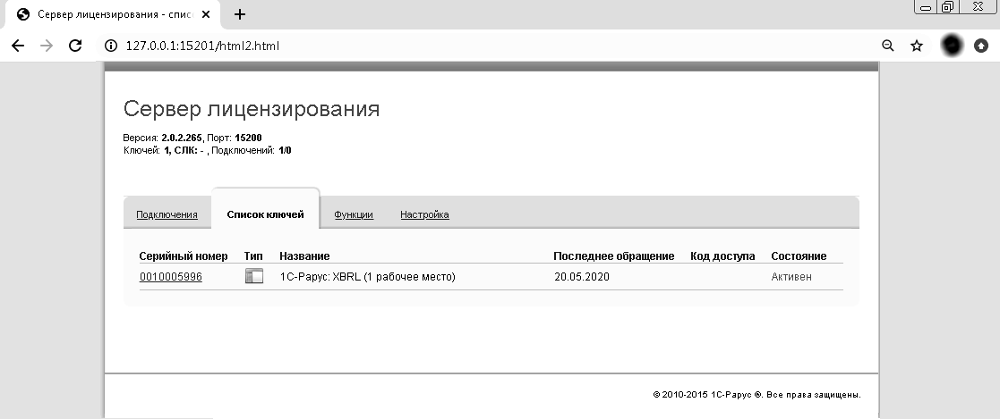 Сервер лицензирования - спис
127.0.0.1:15201/html2.html
Сервер лицензирования
Версия: 2.0.2.265, Порт: 15200
Ключей: 1, СЛК: - , Подключений: 1/0
Подключения Список ключей Функции Настройка
Серийный номер Тип Название Последнее обращение Код доступа Состояние
0010005996 1С-Рарус: XBRL (1 рабочее место) 20.05.2020 Активен
© 2010-2015 1С-Рарус ®. Все права защищены.